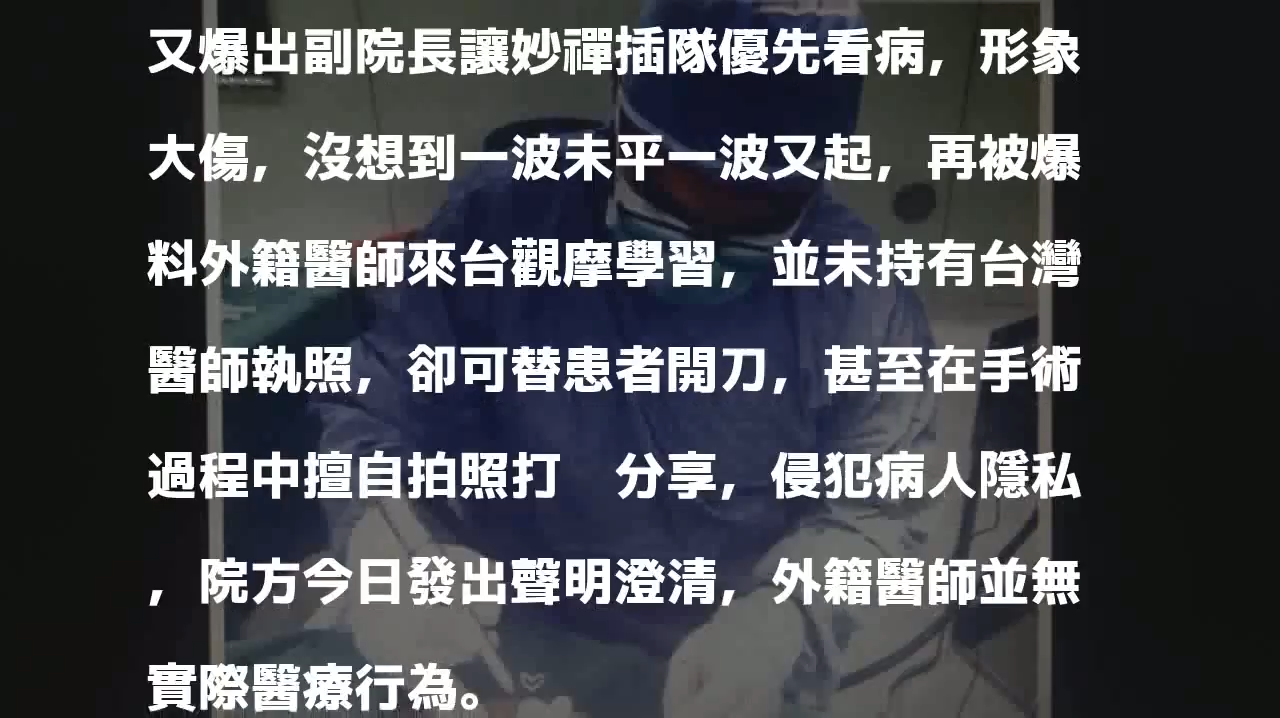 又爆出副院長讓妙禪插隊優先看病，形象
大傷，沒想到一波未平一波又起，再被爆
料外籍醫師來台觀摩學習，並未持有台灣
醫師執照，卻可替患者開刀，甚至在手術
過程中擅自拍照打　分享，侵犯病人隱私
，院方今日發出聲明澄清，外籍醫師並無
實際醫療行為。